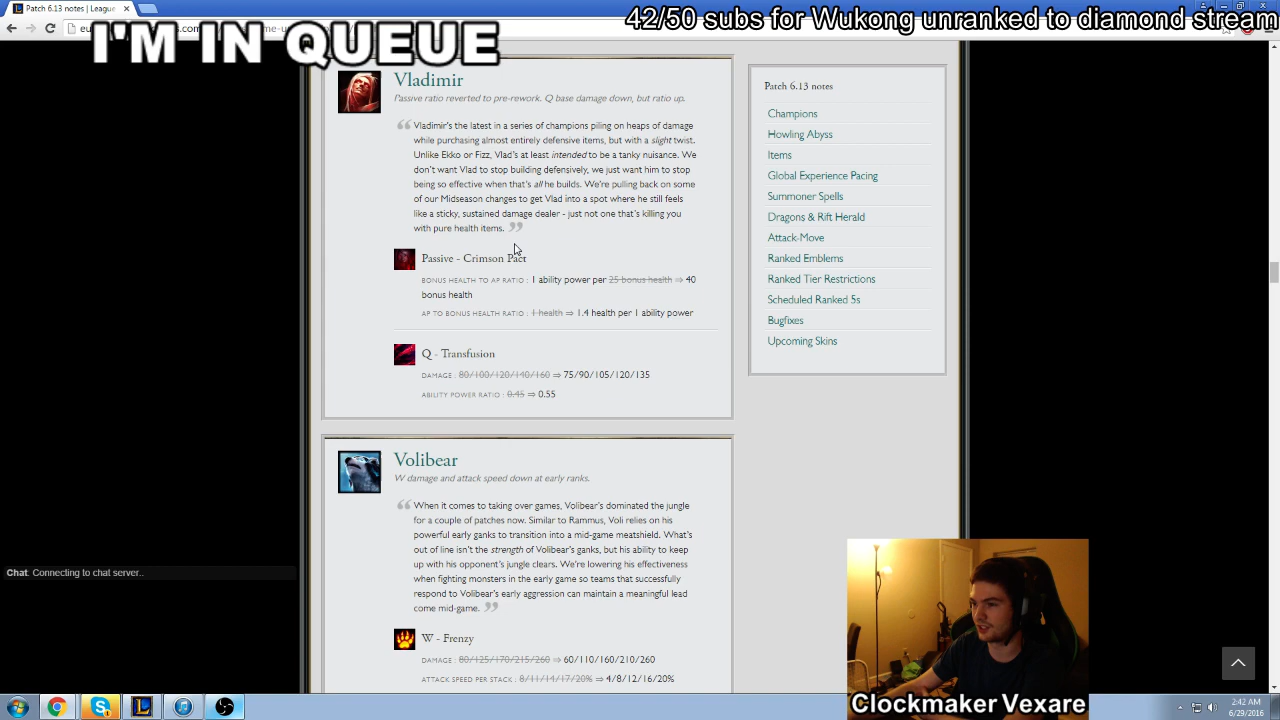 Patch 6.13 notes | League
I'M IN QUEUE
42/50 subs for Wukong unranked to diamond stream
Vladimir
Passive ratio reverted to pre-rework. Q base damage down, but ratio up.
Vladimir's the latest in a series of champions piling on heaps of damage
while purchasing almost entirely defensive items, but with a slight twist.
Unlike Ekko or Fizz, Vlad's at least intended to be a tanky nuisance. We
don't want Vlad to stop building defensively, we just want him to stop
being so effective when that's all he builds. We're pulling back on some
of our Midseason changes to get Vlad into a spot where he still feels
like a sticky, sustained damage dealer - just not one that's killing you
with pure health items.
Passive - Crimson Pact
BONUS HEALTH TO AP RATIO : 1 ability power per 25 bonus health ⇒ 40
bonus health
AP TO BONUS HEALTH RATIO : 1 health ⇒ 1.4 health per 1 ability power
Q - Transfusion
DAMAGE : 80/100/120/140/160 ⇒ 75/90/105/120/135
ABILITY POWER RATIO : 0.45 ⇒ 0.55
Volibear
W damage and attack speed down at early ranks.
When it comes to taking over games, Volibear's dominated the jungle
for a couple of patches now. Similar to Rammus, Voli relies on his
powerful early ganks to transition into a mid-game meatshield. What's
out of line isn't the strength of Volibear's ganks, but his ability to keep
up with his opponent's jungle clears. We're lowering his effectiveness
when fighting monsters in the early game so teams that successfully
respond to Volibear's early aggression can maintain a meaningful lead
come mid-game.
W - Frenzy
DAMAGE : 80/125/170/215/260 ⇒ 60/110/160/210/260
ATTACK SPEED PER STACK : 8/11/14/17/20% ⇒ 4/8/12/16/20%
Patch 6.13 notes
Champions
Howling Abyss
Items
Global Experience Pacing
Summoner Spells
Dragons & Rift Herald
Attack-Move
Ranked Emblems
Ranked Tier Restrictions
Scheduled Ranked 5s
Bugfixes
Upcoming Skins
Chat: Connecting to chat server..
Clockmaker Vexare
2:42 AM
6/29/2016